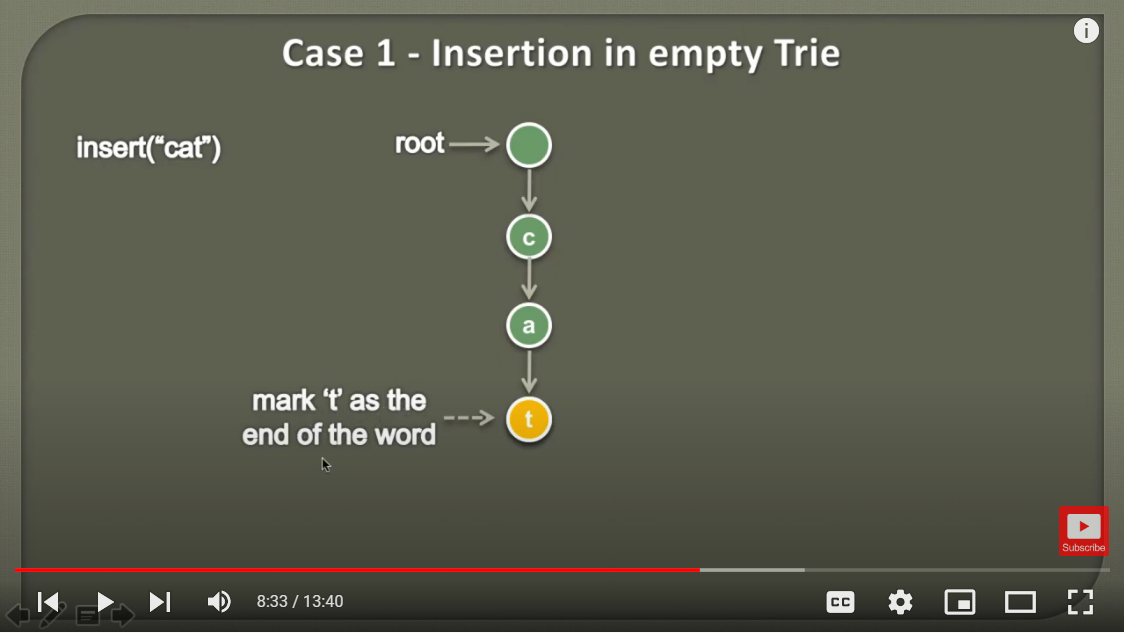 Case 1 - Insertion in empty Trie
i
insert(“cat”)
root
c
a
mark ‘t’ as the
end of the word
t
Subscribe
8:33 / 13:40
CC